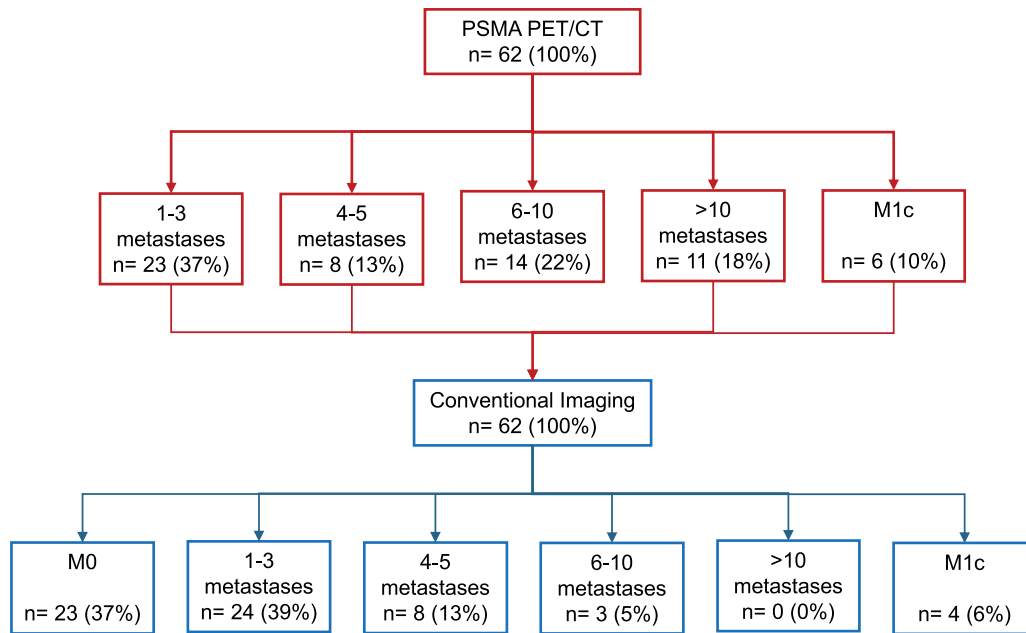 PSMA PET/CT
n= 62 (100%)
1-3
metastases
n= 23 (37%)
4-5
metastases
n= 8 (13%)
6-10
metastases
n= 14 (22%)
>10
metastases
n= 11 (18%)
M1c
n= 6 (10%)
Conventional Imaging
n= 62 (100%)
M0
n= 23 (37%)
1-3
metastases
n= 24 (39%)
4-5
metastases
n= 8 (13%)
6-10
metastases
n= 3 (5%)
>10
metastases
n= 0 (0%)
M1c
n= 4 (6%)